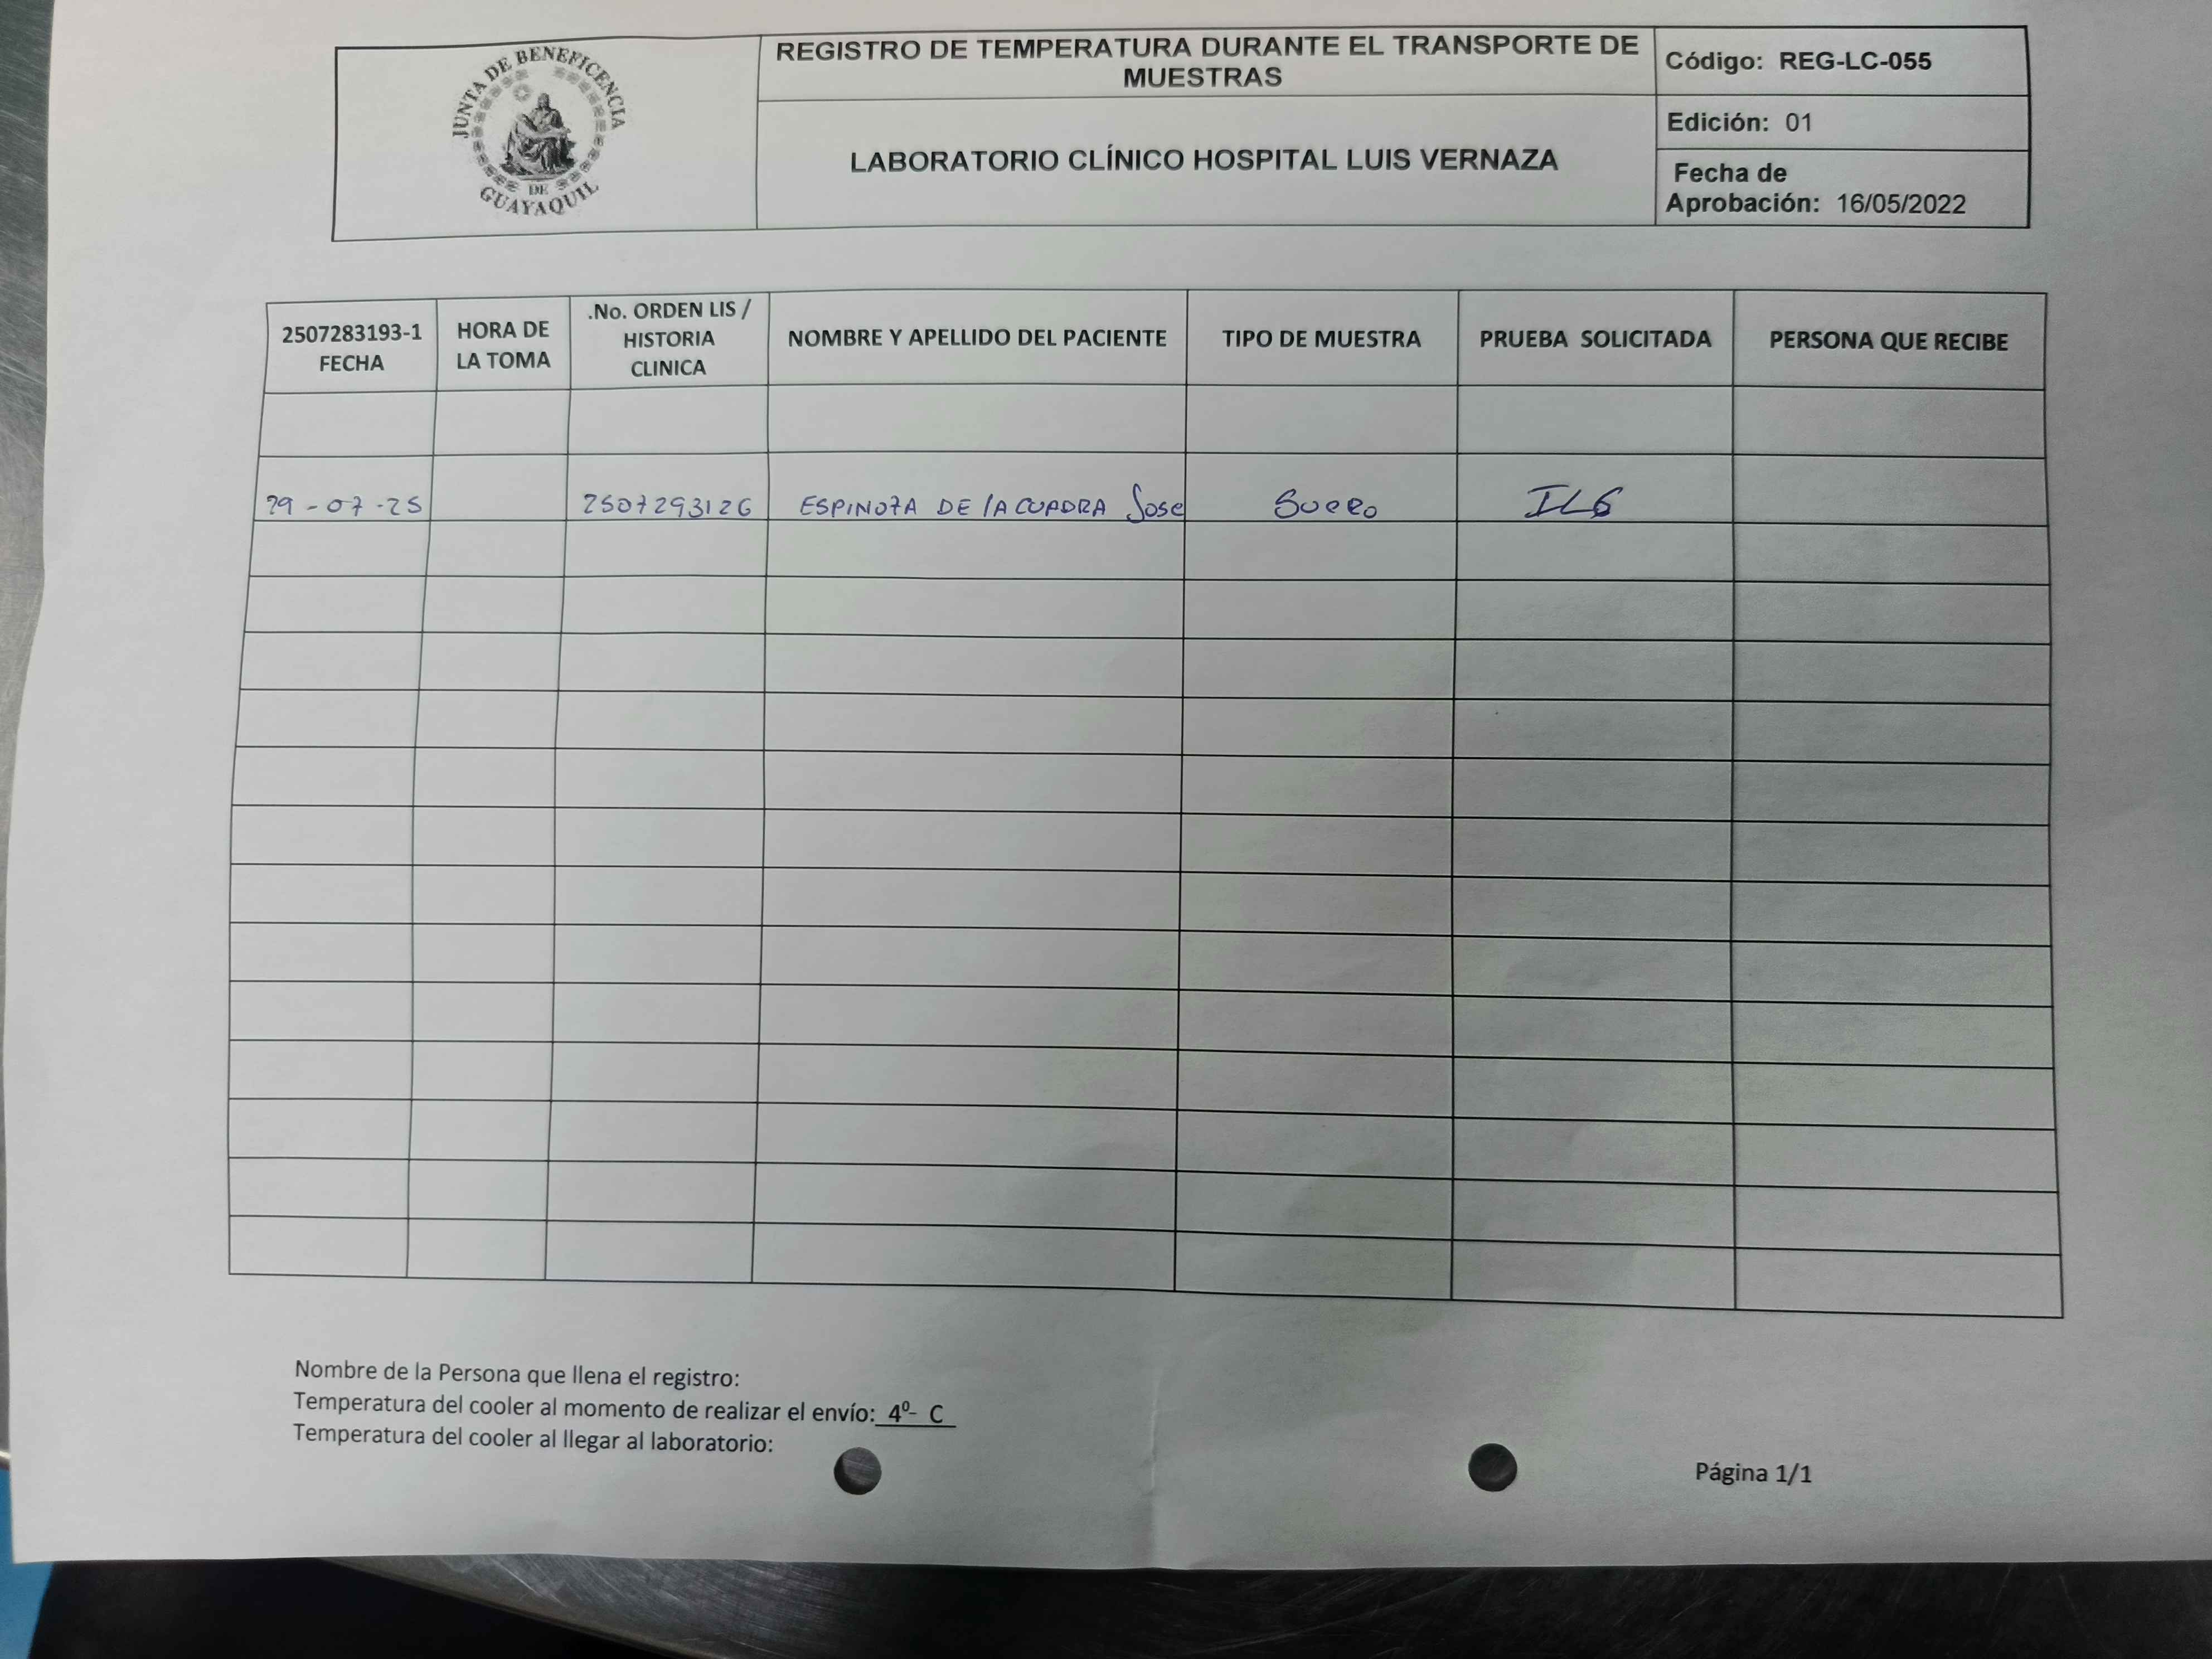 JUNTA DE BENEFICENCIA
DE
GUAYAQUIL
REGISTRO DE TEMPERATURA DURANTE EL TRANSPORTE DE
MUESTRAS
LABORATORIO CLÍNICO HOSPITAL LUIS VERNAZA
Código: REG-LC-055
Edición: 01
Fecha de
Aprobación: 16/05/2022
2507283193-1
FECHA
HORA DE
LA TOMA
.No. ORDEN LIS /
HISTORIA
CLINICA
NOMBRE Y APELLIDO DEL PACIENTE
TIPO DE MUESTRA
PRUEBA SOLICITADA
PERSONA QUE RECIBE
29-07-25 2507293126 ESPINOZA DE LA CUADRA Jose Suero IL6
Nombre de la Persona que llena el registro:
Temperatura del cooler al momento de realizar el envío: 4⁰- C
Temperatura del cooler al llegar al laboratorio:
Página 1/1